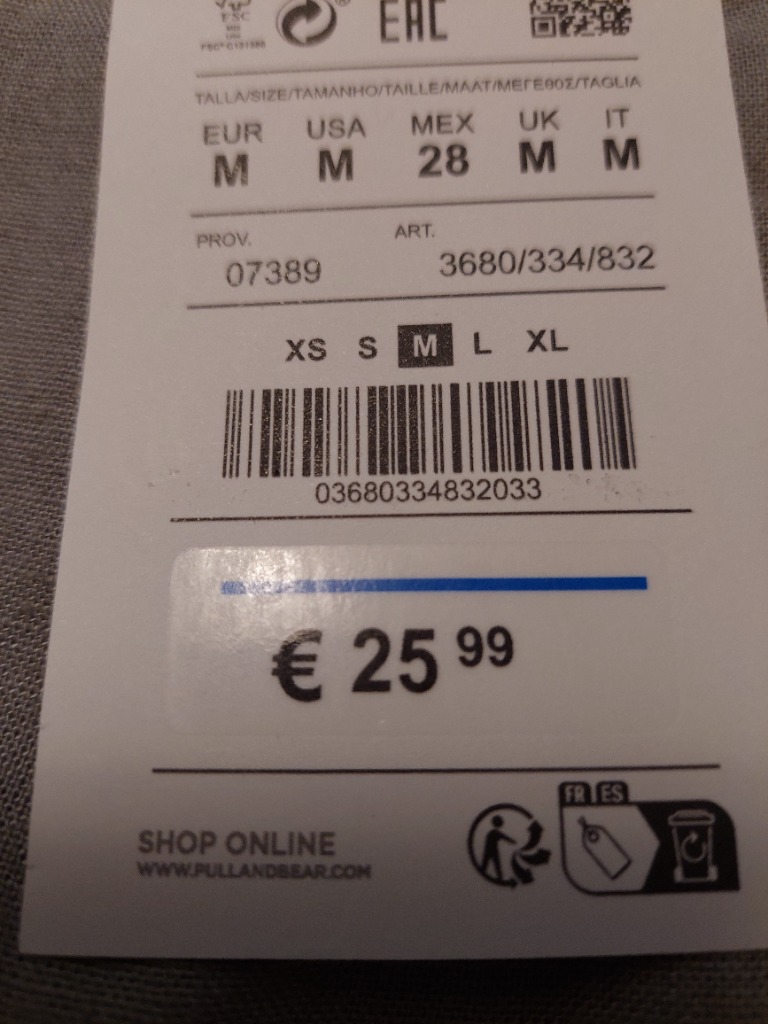 FSC
EAC
TALLA/SIZE/TAMANHO/TAILLE/MAAT/ΜΕΓΕΘΟΣ/TAGLIA
EUR USA MEX UK IT
M M 28 M M
PROV. ART.
07389 3680/334/832
XS S M L XL
03680334832033
€ 25 99
FR ES
SHOP ONLINE
WWW.PULLANDBEAR.COM